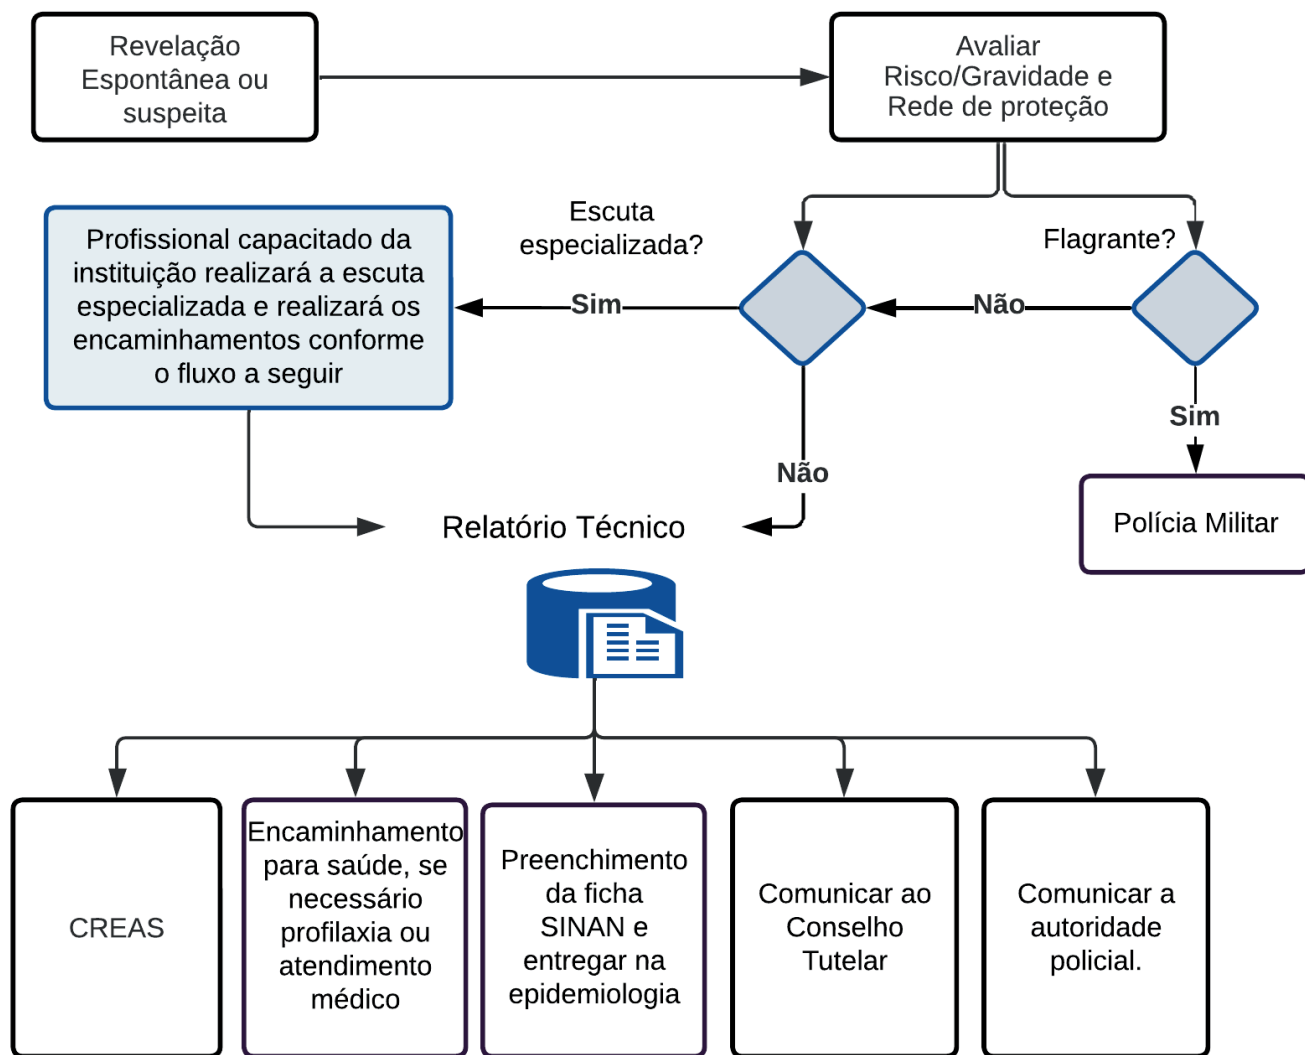 Revelação
Espontânea ou
suspeita
Avaliar
Risco/Gravidade e
Rede de proteção
Escuta
especializada?
Flagrante?
Profissional capacitado da
instituição realizará a escuta
especializada e realizará os
encaminhamentos conforme
o fluxo a seguir
Sim
Não
Sim
Não
Polícia Militar
Relatório Técnico
CREAS
Encaminhamento
para saúde, se
necessário
profilaxia ou
atendimento
médico
Preenchimento
da ficha
SINAN e
entregar na
epidemiologia
Comunicar ao
Conselho
Tutelar
Comunicar a
autoridade
policial.